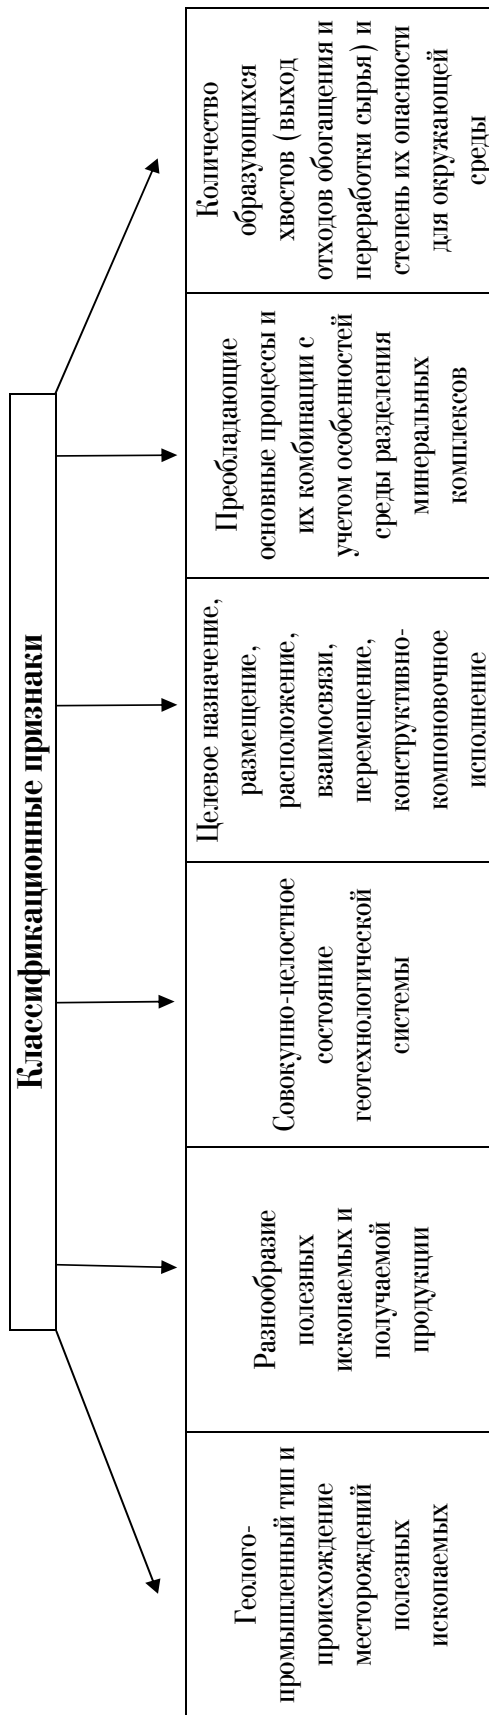 Классификационные признаки
Геолого-
промышленный тип и
происхождение
месторождений
полезных
ископаемых
Разнообразие
полезных
ископаемых и
получаемой
продукции
Совокупно-целостное
состояние
геотехнологической
системы
Целевое назначение,
размещение,
расположение,
взаимосвязи,
перемещение,
конструктивно-
компоновочное
исполнение
Преобладающие
основные процессы и
их комбинации с
учетом особенностей
среды разделения
минеральных
комплексов
Количество
образующихся
хвостов (выход
отходов обогащения и
переработки сырья) и
степень их опасности
для окружающей
среды